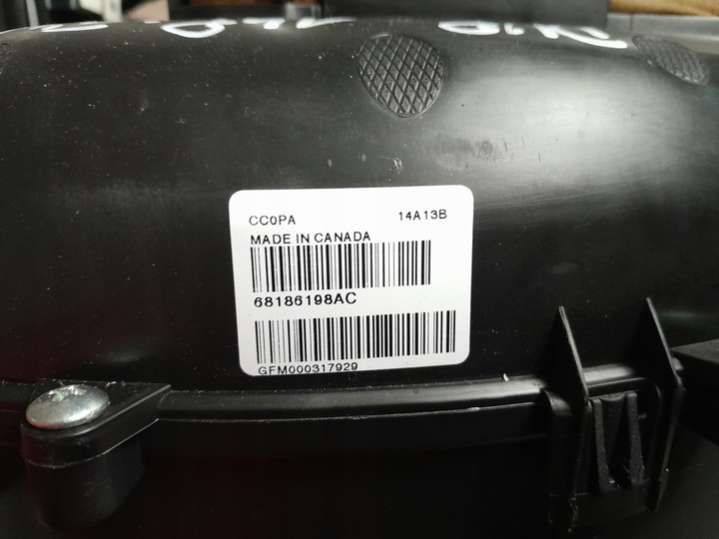 CC0PA 14A13B
MADE IN CANADA
68186198AC
GFM000317929